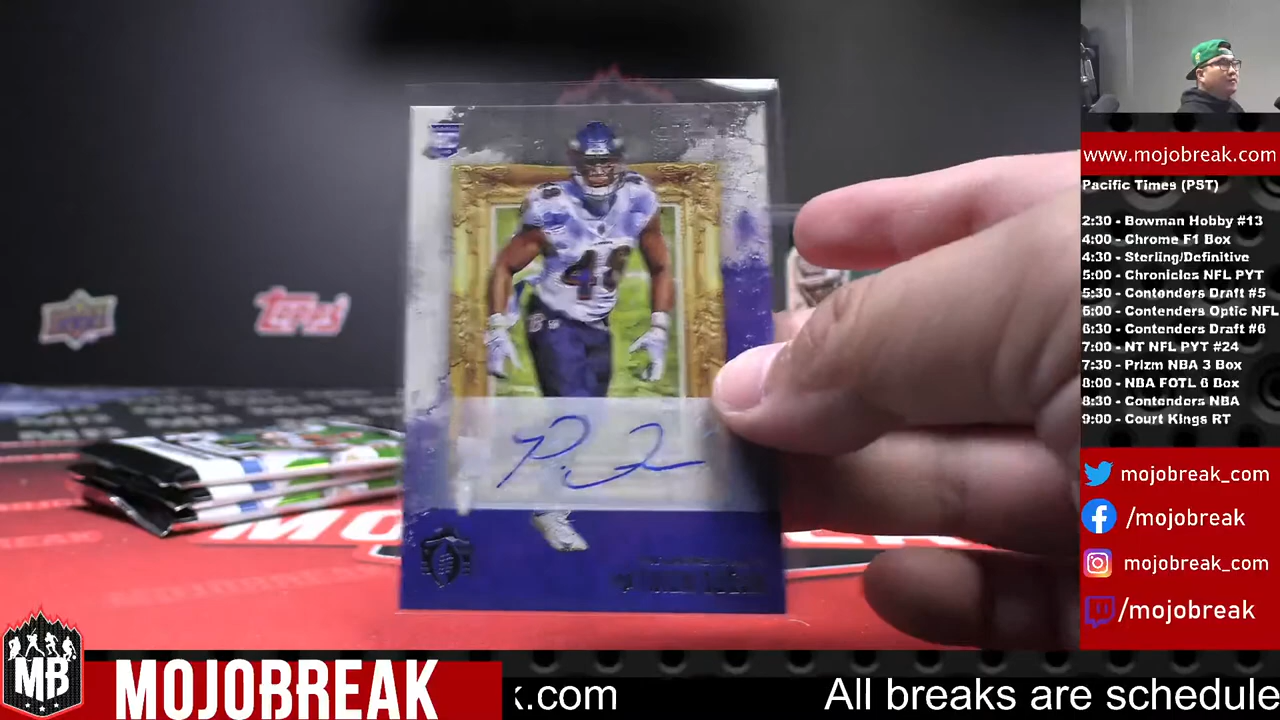 www.mojobreak.com
Pacific Times (PST)
2:30 - Bowman Hobby #13
4:00 - Chrome F1 Box
4:30 - Sterling/Definitive
5:00 - Chronicles NFL PYT
5:30 - Contenders Draft #5
6:00 - Contenders Optic NFL
6:30 - Contenders Draft #6
7:00 - NT NFL PYT #24
7:30 - Prizm NBA 3 Box
8:00 - NBA FOTL 6 Box
8:30 - Contenders NBA
9:00 - Court Kings RT
mojobreak_com
/mojobreak
mojobreak_com
/mojobreak
Topps
MB
MOJOBREAK
k.com
All breaks are schedule